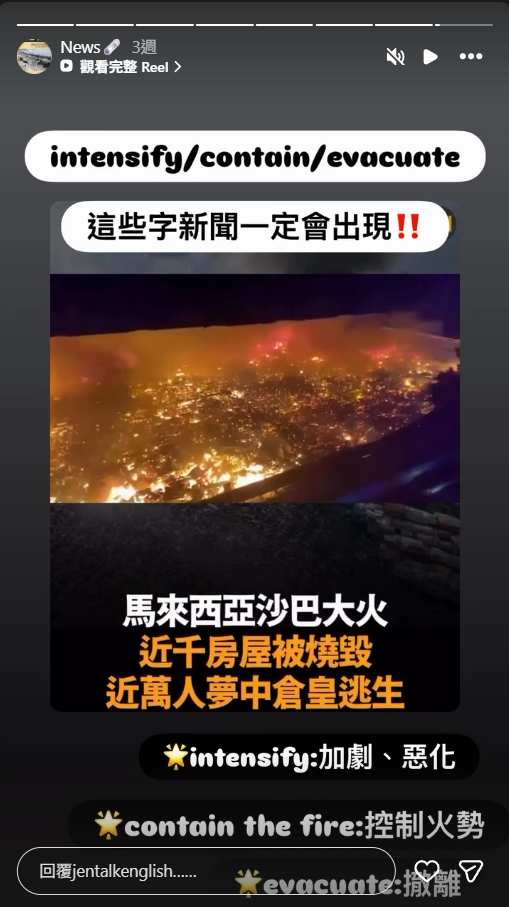 News🩹 3週
觀看完整 Reel
intensify/contain/evacuate
這些字新聞一定會出現‼️
馬來西亞沙巴大火
近千房屋被燒毀
近萬人夢中倉皇逃生
🌟intensify:加劇、惡化
🌟contain the fire:控制火勢
回覆jentalkenglish......
🌟evacuate:撤離